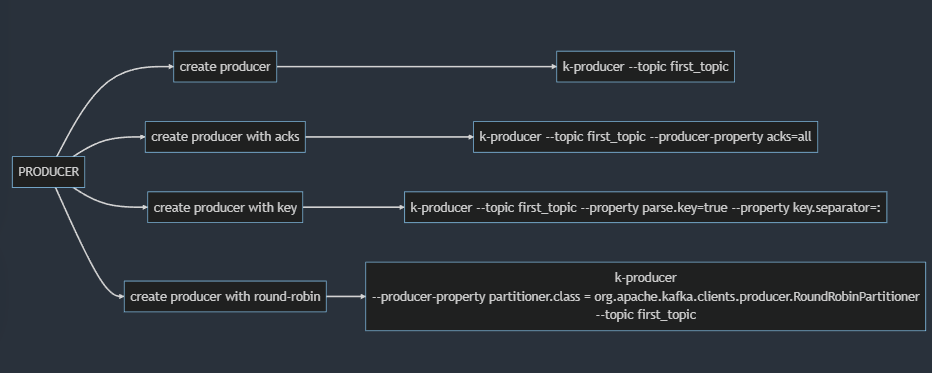 create producer
k-producer --topic first_topic
create producer with acks
k-producer --topic first_topic --producer-property acks=all
PRODUCER
create producer with key
k-producer --topic first_topic --property parse.key=true --property key.separator=:
create producer with round-robin
k-producer
--producer-property partitioner.class = org.apache.kafka.clients.producer.RoundRobinPartitioner
--topic first_topic